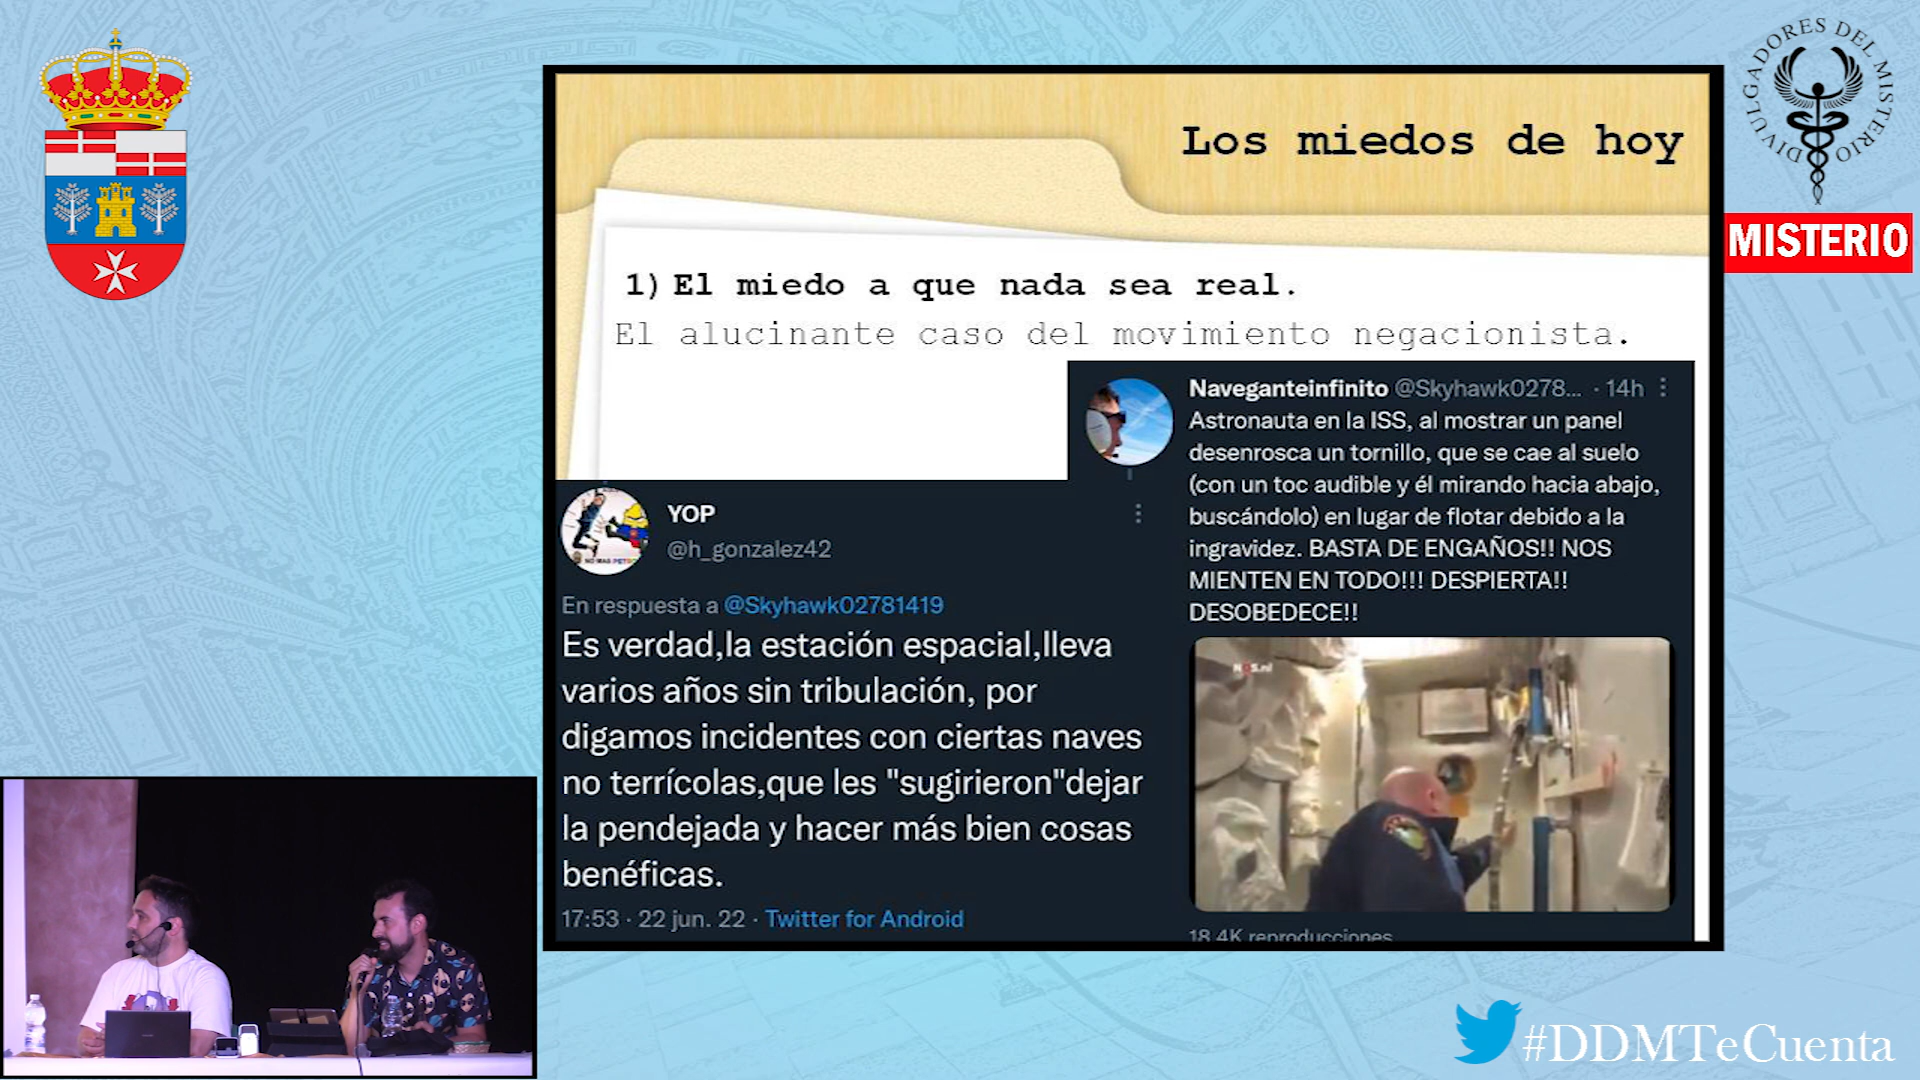 DIVULGADORES DEL MISTERIO
MISTERIO
Los miedos de hoy
1) El miedo a que nada sea real.
El alucinante caso del movimiento negacionista.
Naveganteinfinito @Skyhawk0278... · 14h
Astronauta en la ISS, al mostrar un panel
desenrosca un tornillo, que se cae al suelo
(con un toc audible y él mirando hacia abajo,
buscándolo) en lugar de flotar debido a la
ingravidez. BASTA DE ENGAÑOS!! NOS
MIENTEN EN TODO!!! DESPIERTA!!
DESOBEDECE!!
NOS.nl
18,4K reproducciones
YOP
@h_gonzalez42
En respuesta a @Skyhawk02781419
Es verdad,la estación espacial,lleva
varios años sin tribulación, por
digamos incidentes con ciertas naves
no terrícolas,que les "sugirieron"dejar
la pendejada y hacer más bien cosas
benéficas.
17:53 · 22 jun. 22 · Twitter for Android
#DDMTeCuenta